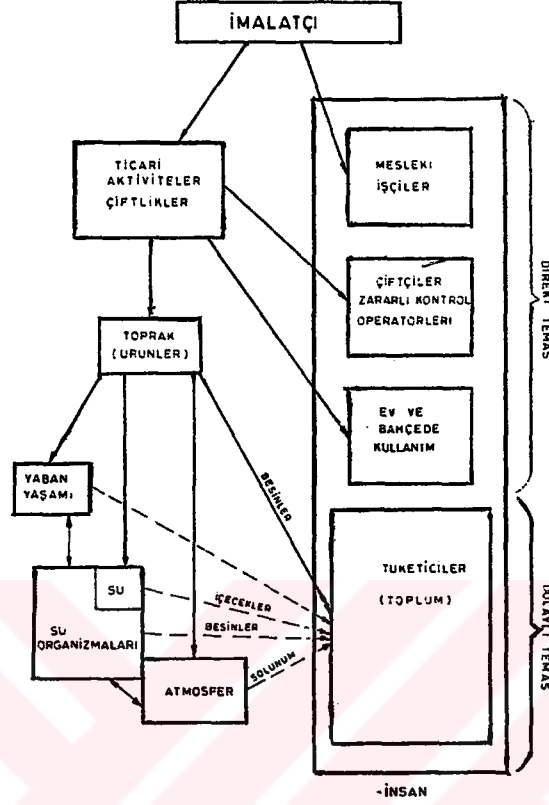 İMALATÇI
TİCARİ
AKTİVİTELER
ÇİFTLİKLER
MESLEKİ
İŞÇİLER
ÇİFTÇİLER
ZARARLI KONTROL
OPERATÖRLERİ
TOPRAK
(ÜRÜNLER)
EV VE
BAHÇEDE
KULLANIM
DİREKT TEMAS
YABAN
YAŞAMI
BESİNLER
SU
SU
ORGANİZMALARI
İÇECEKLER
BESİNLER
SOLUNUM
ATMOSFER
TÜKETİCİLER
(TOPLUM)
DOLAYLI TEMAS
-İNSAN